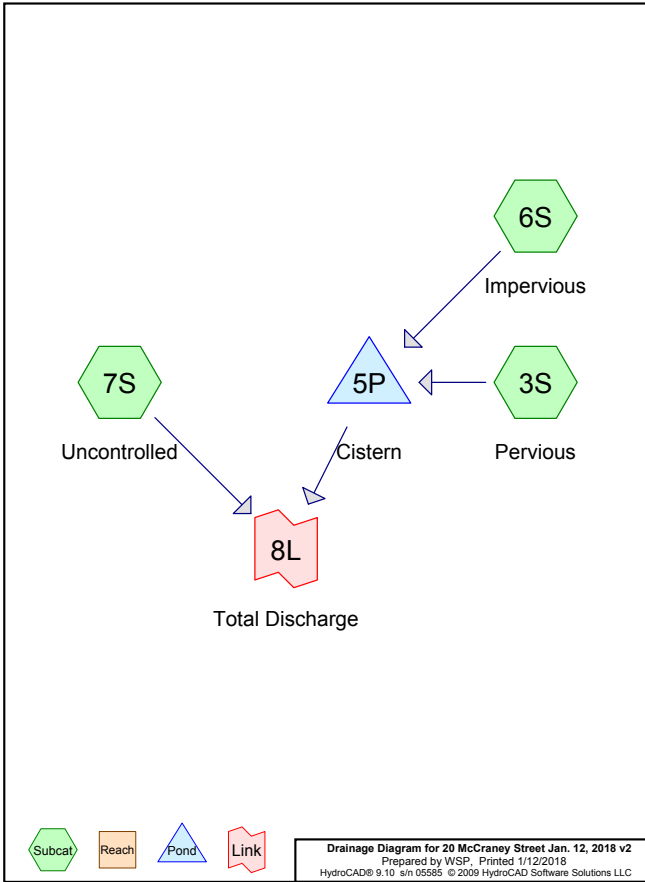 6S
Impervious
7S
Uncontrolled
5P
Cistern
3S
Pervious
8L
Total Discharge
Subcat
Reach
Pond
Link
Drainage Diagram for 20 McCraney Street Jan. 12, 2018 v2
Prepared by WSP, Printed 1/12/2018
HydroCAD® 9.10 s/n 05585 © 2009 HydroCAD Software Solutions LLC